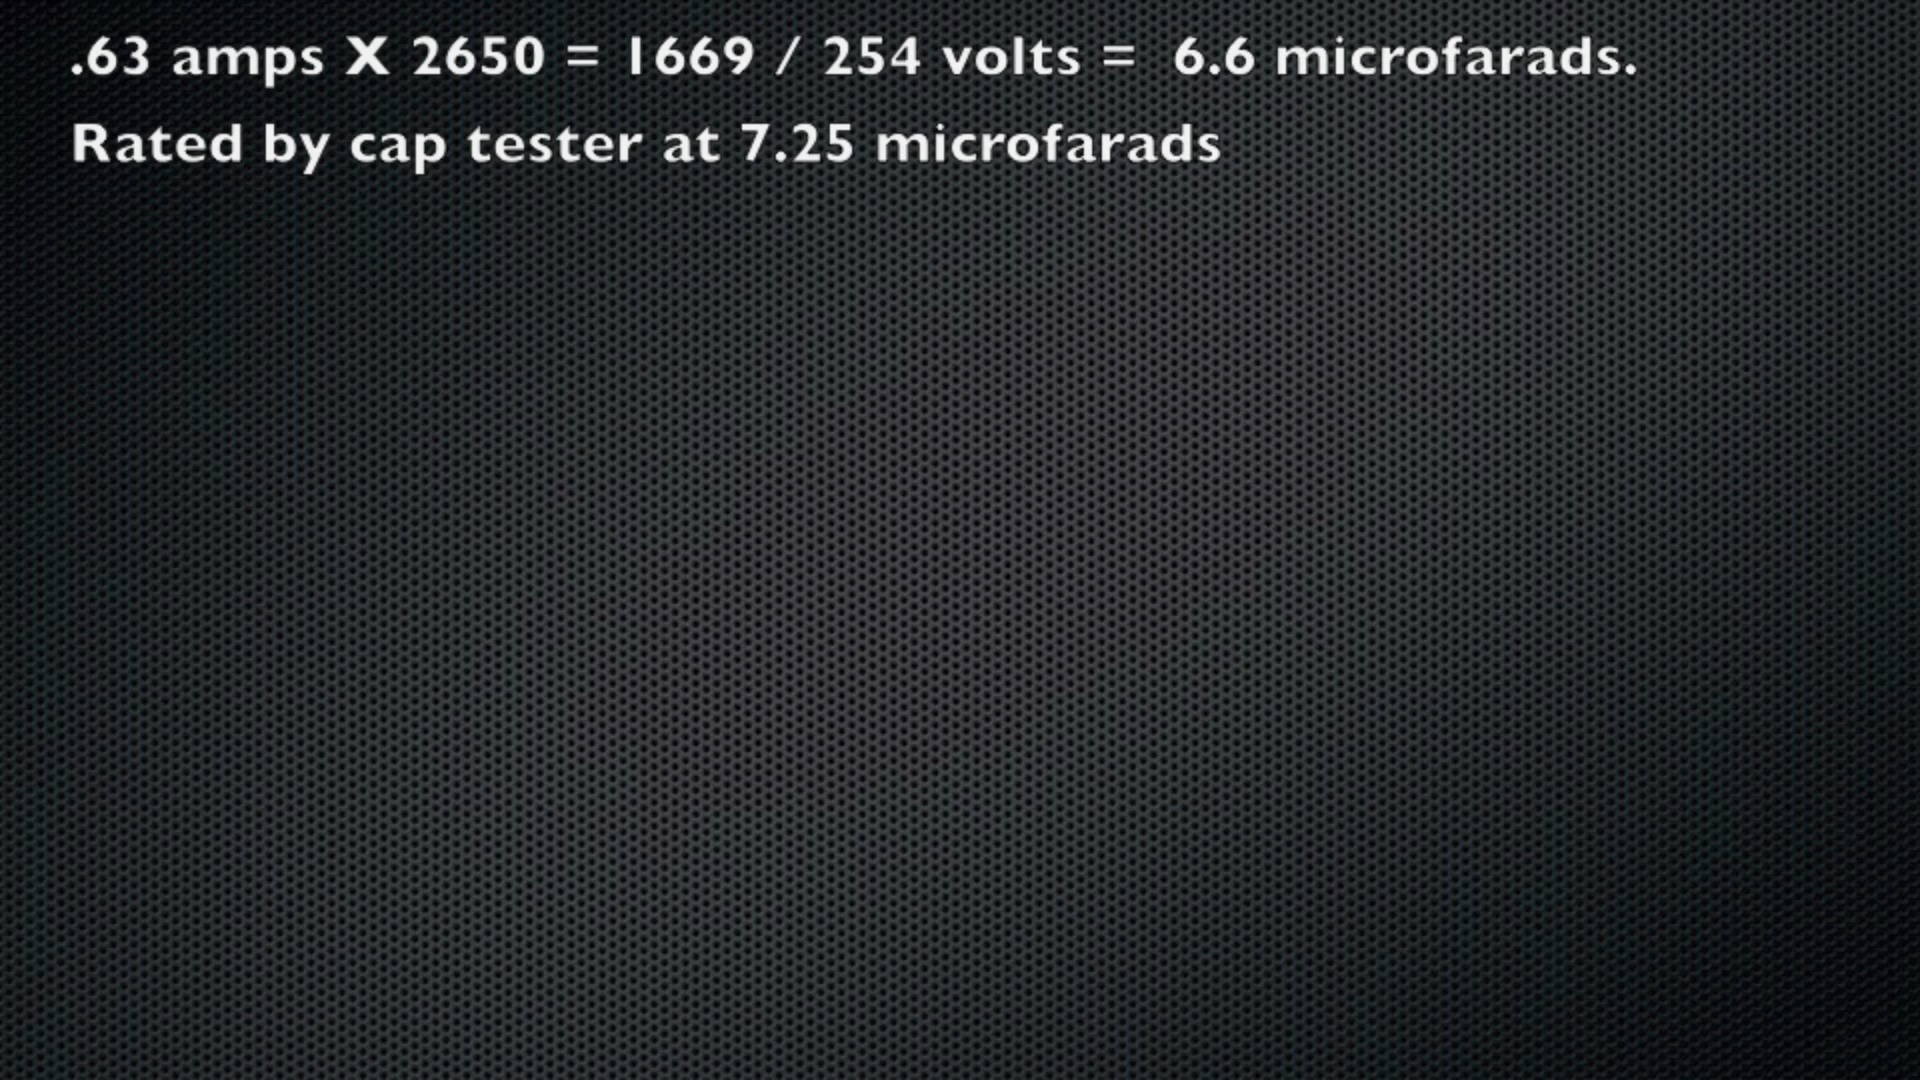 .63 amps X 2650 = 1669 / 254 volts = 6.6 microfarads.
Rated by cap tester at 7.25 microfarads